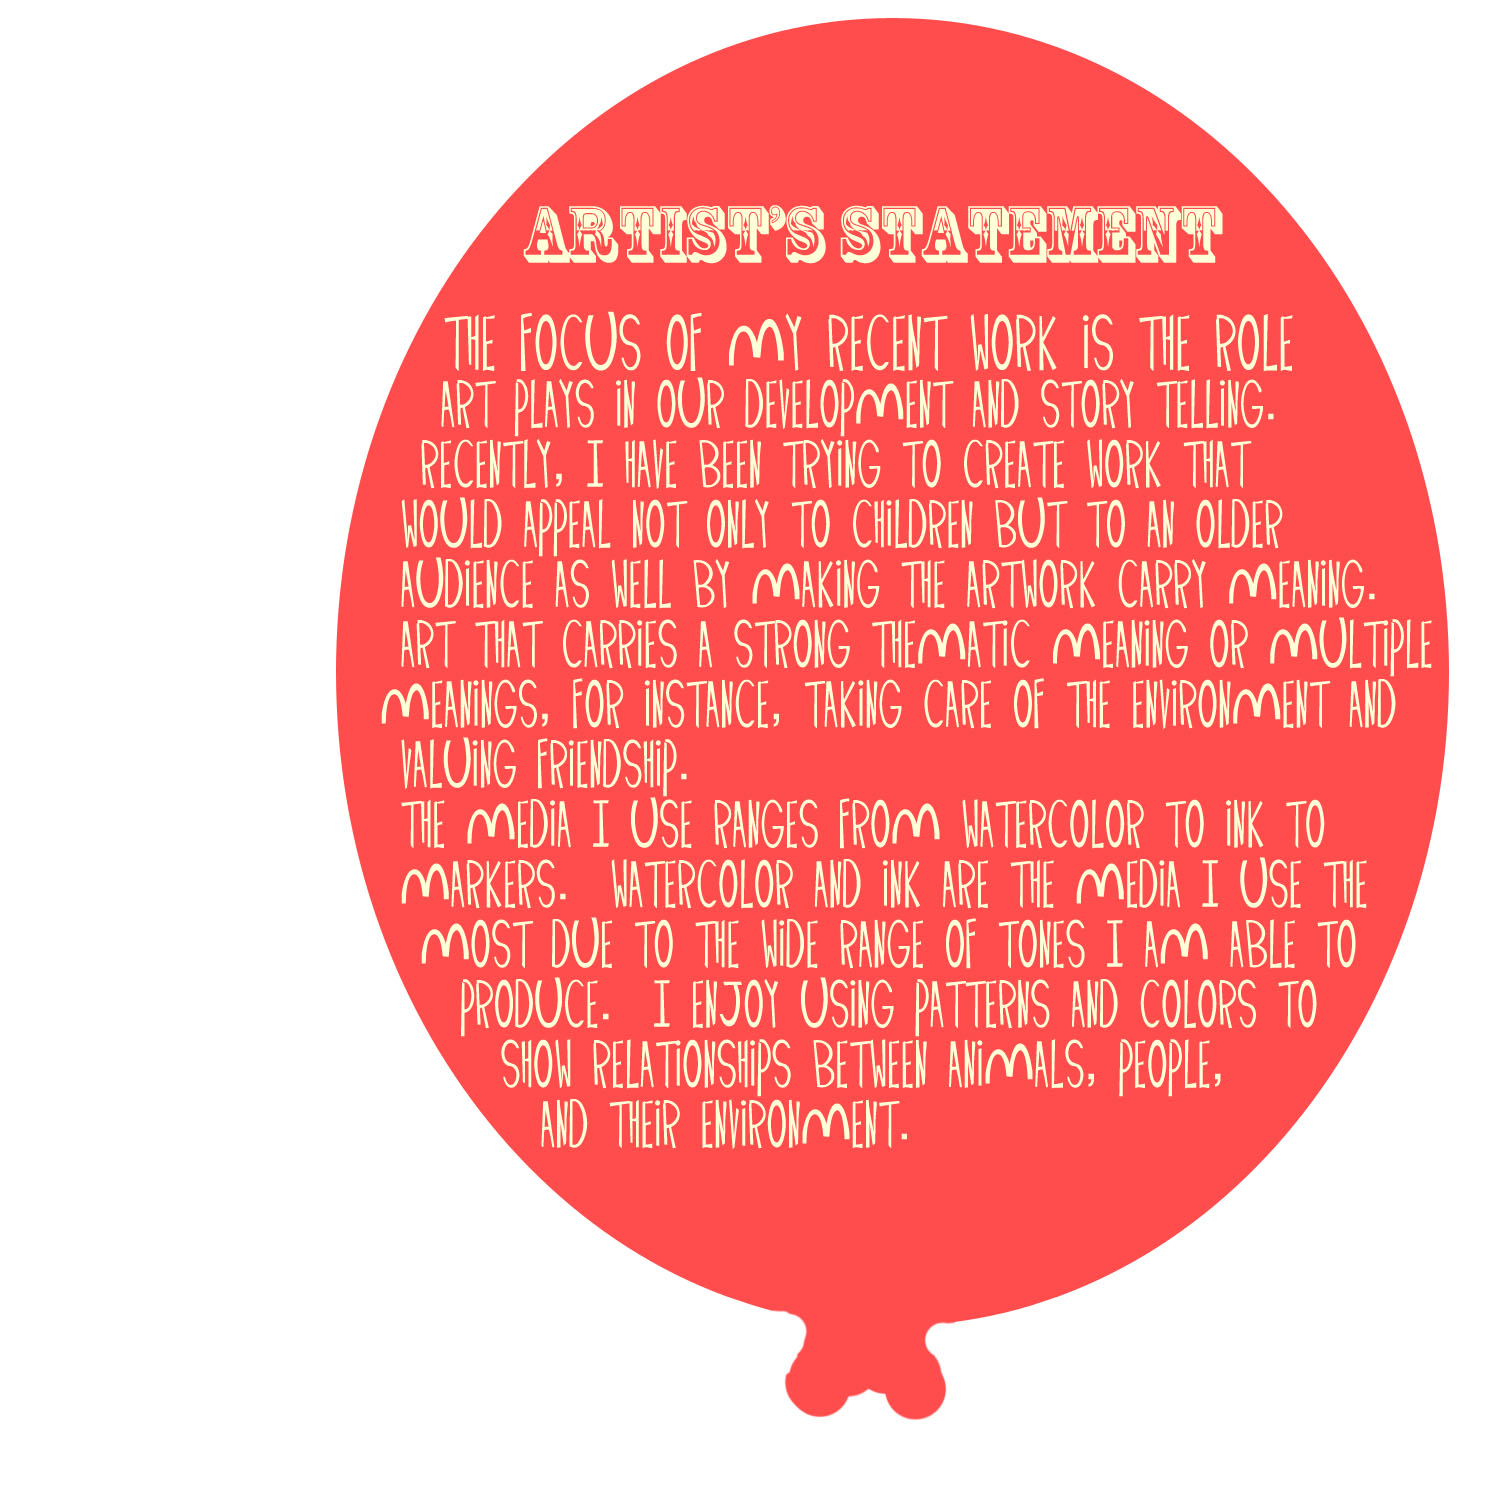 ARTIST'S STATEMENT
THE FOCUS OF MY RECENT WORK IS THE ROLE
ART PLAYS IN OUR DEVELOPMENT AND STORY TELLING.
RECENTLY, I HAVE BEEN TRYING TO CREATE WORK THAT
WOULD APPEAL NOT ONLY TO CHILDREN BUT TO AN OLDER
AUDIENCE AS WELL BY MAKING THE ARTWORK CARRY MEANING.
ART THAT CARRIES A STRONG THEMATIC MEANING OR MULTIPLE
MEANINGS, FOR INSTANCE, TAKING CARE OF THE ENVIRONMENT AND
VALUING FRIENDSHIP.
THE MEDIA I USE RANGES FROM WATERCOLOR TO INK TO
MARKERS.  WATERCOLOR AND INK ARE THE MEDIA I USE THE
MOST DUE TO THE WIDE RANGE OF TONES I AM ABLE TO
PRODUCE.  I ENJOY USING PATTERNS AND COLORS TO
SHOW RELATIONSHIPS BETWEEN ANIMALS, PEOPLE,
AND THEIR ENVIRONMENT.